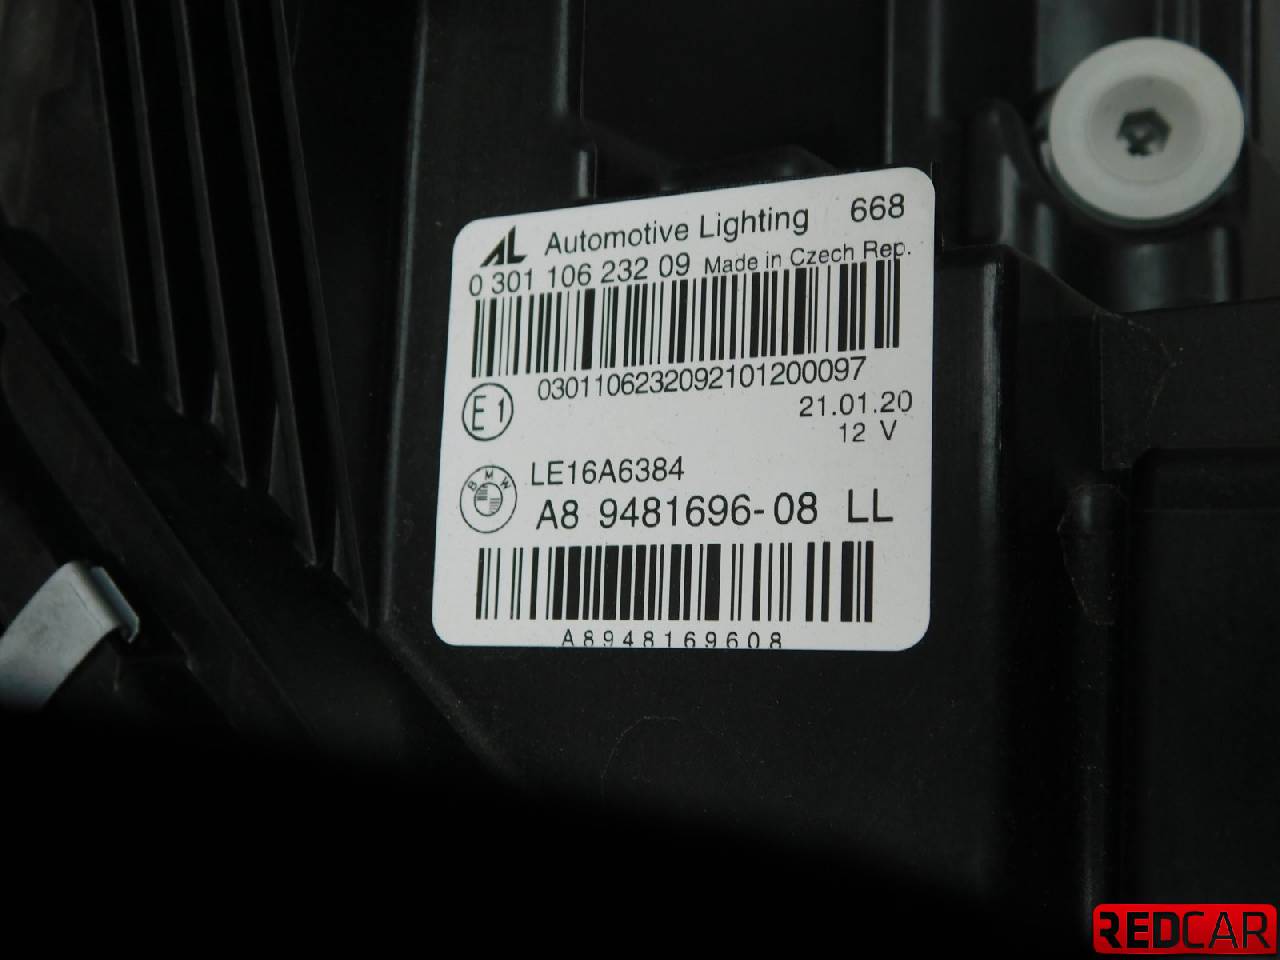 AL Automotive Lighting 668
0 301 106 232 09 Made in Czech Rep.
0301106232092101200097
E1
21.01.20
12 V
LE16A6384
BMW
A8 9481696-08 LL
A8948169608
REDCAR